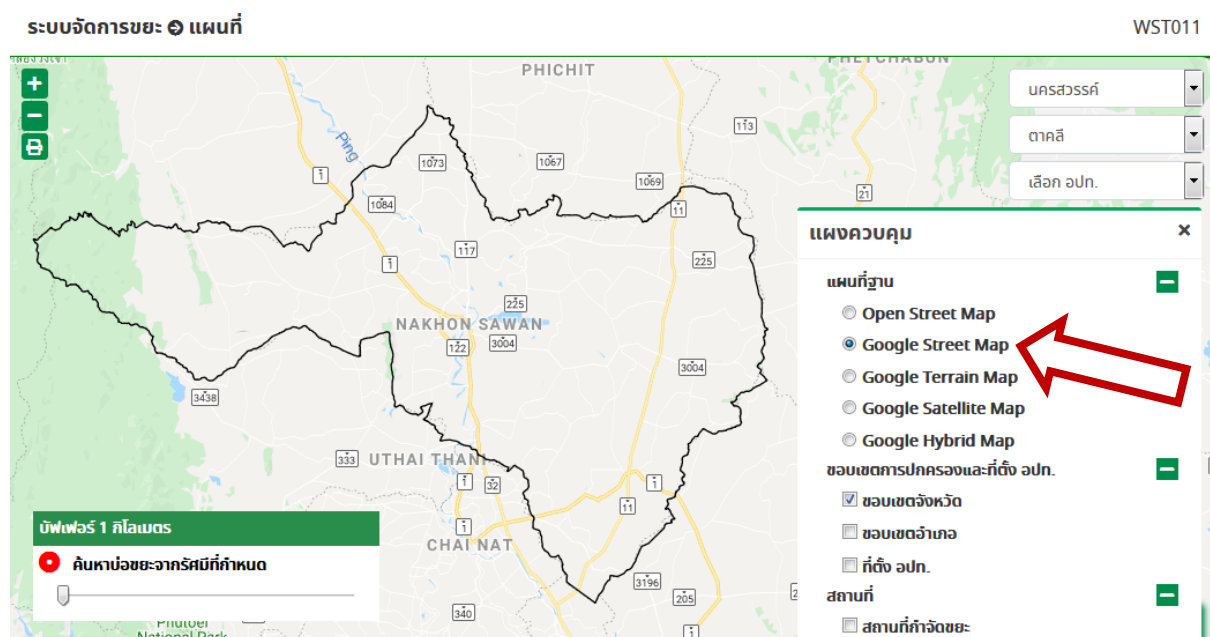 ระบบจัดการขยะ แผนที่
WST011
PHICHIT
PHETCHABUN
นครสวรรค์
113
ตาคลี
Ping
1073
1067
1
1069
เลือก อปท.
21
1084
11
แผงควบคุม ×
117
1
225
แผนที่ฐาน
225
Open Street Map
NAKHON SAWAN
122
3004
Google Street Map
3004
Google Terrain Map
3438
Google Satellite Map
Google Hybrid Map
333
UTHAI THANI
ขอบเขตการปกครองและที่ตั้ง อปท.
1
32
1
ขอบเขตจังหวัด
11
บัฟเฟอร์ 1 กิโลเมตร
1
ขอบเขตอำเภอ
CHAI NAT
ค้นหาบ่อขยะจากรัศมีที่กำหนด
ที่ตั้ง อปท.
3196
205
สถานที่
340
Phutoei
National Park
1
สถานที่กำจัดขยะ